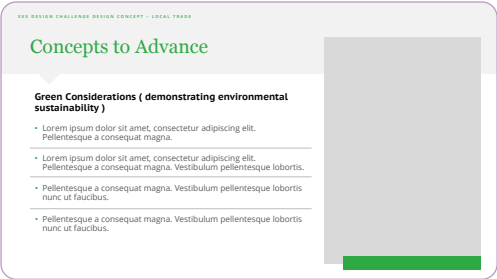 EEE DESIGN CHALLENGE DESIGN CONCEPT – LOCAL TRADE
Concepts to Advance
Green Considerations ( demonstrating environmental
sustainability )
• Lorem ipsum dolor sit amet, consectetur adipiscing elit.
Pellentesque a consequat magna.
• Lorem ipsum dolor sit amet, consectetur adipiscing elit.
Pellentesque a consequat magna. Vestibulum pellentesque lobortis.
• Pellentesque a consequat magna. Vestibulum pellentesque lobortis
nunc ut faucibus.
• Pellentesque a consequat magna. Vestibulum pellentesque lobortis
nunc ut faucibus.